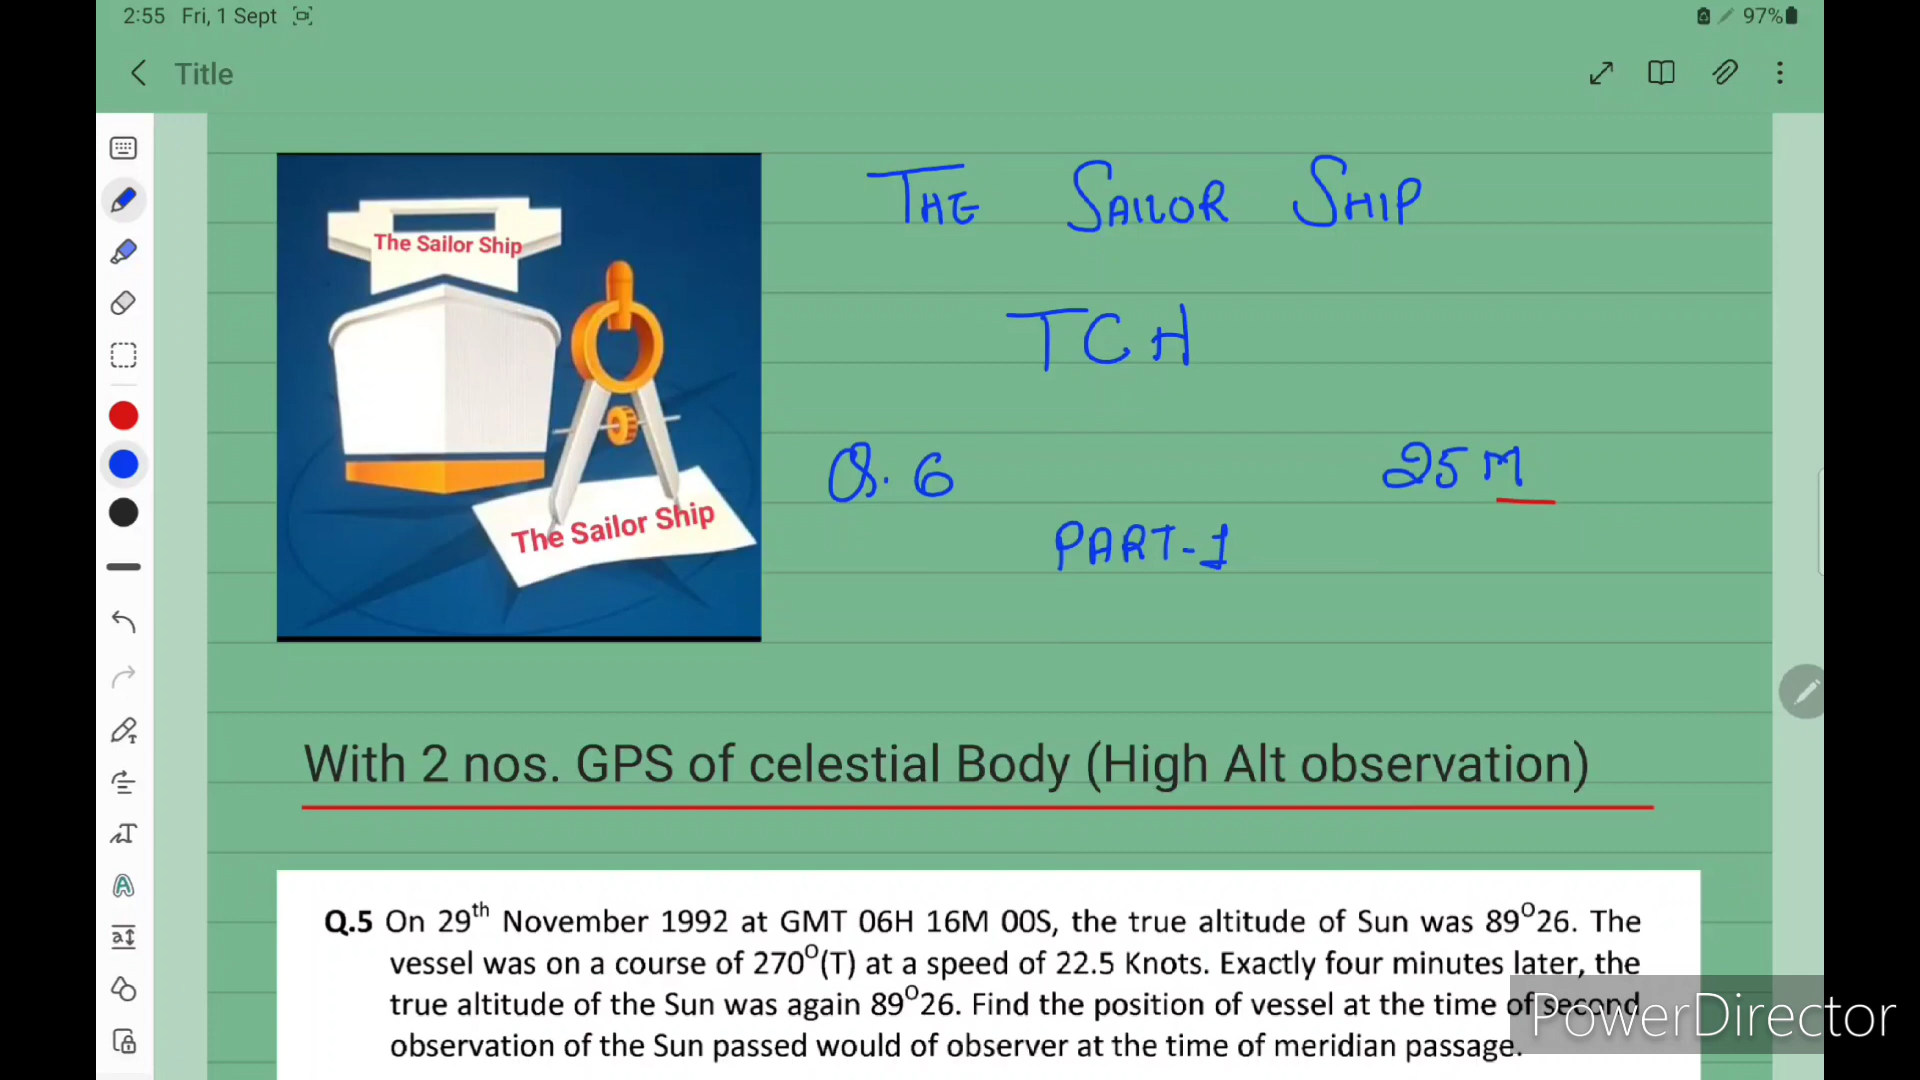 2:55 Fri, 1 Sept 97%
Title
The Sailor Ship
The Sailor Ship
THE SAILOR SHIP
TCH
Q. 6 25 M
PART-1
With 2 nos. GPS of celestial Body (High Alt observation)
Q.5 On 29th November 1992 at GMT 06H 16M 00S, the true altitude of Sun was 89⁰26. The
vessel was on a course of 270⁰(T) at a speed of 22.5 Knots. Exactly four minutes later, the
true altitude of the Sun was again 89⁰26. Find the position of vessel at the time of second
observation of the Sun passed would of observer at the time of meridian passage.
PowerDirector